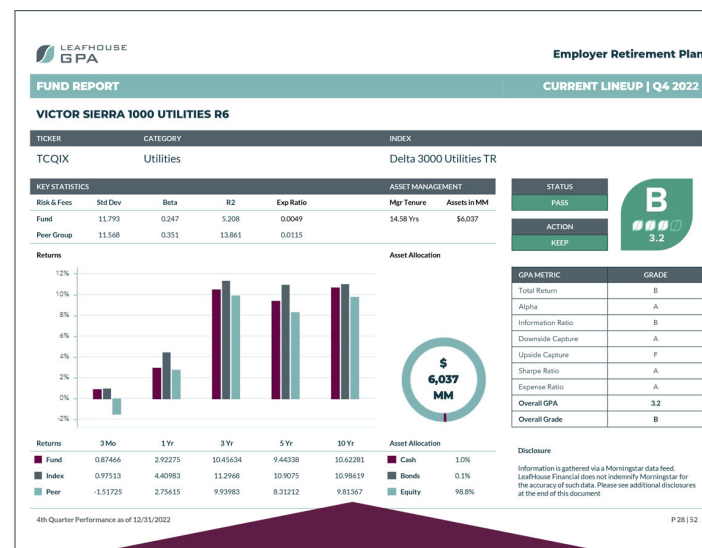 LEAFHOUSE
GPA
Employer Retirement Plan
FUND REPORT
CURRENT LINEUP | Q4 2022
VICTOR SIERRA 1000 UTILITIES R6
TICKER CATEGORY INDEX
TCQIX Utilities Delta 3000 Utilities TR
KEY STATISTICS ASSET MANAGEMENT
Risk & Fees Std Dev Beta R2 Exp Ratio Mgr Tenure Assets in MM
Fund 11.793 0.247 5.208 0.0049 14.58 Yrs $6,037
Peer Group 11.568 0.351 13.861 0.0115
STATUS
PASS
ACTION
KEEP
B
3.2
Returns Asset Allocation
12%
10%
8%
6%
4%
2%
0%
-2%
$
6,037
MM
GPA METRIC GRADE
Total Return B
Alpha A
Information Ratio B
Downside Capture A
Upside Capture F
Sharpe Ratio A
Expense Ratio A
Overall GPA 3.2
Overall Grade B
Returns 3 Mo 1 Yr 3 Yr 5 Yr 10 Yr Asset Allocation
Fund 0.87466 2.92275 10.45634 9.44338 10.62281 Cash 1.0%
Index 0.97513 4.40983 11.2968 10.9075 10.98619 Bonds 0.1%
Peer -1.51725 2.75615 9.93983 8.31212 9.81367 Equity 98.8%
Disclosure
Information is gathered via a Morningstar data feed.
LeafHouse Financial does not indemnify Morningstar for
the accuracy of such data. Please see additional disclosures
at the end of this document
4th Quarter Performance as of 12/31/2022
P 28 | 52